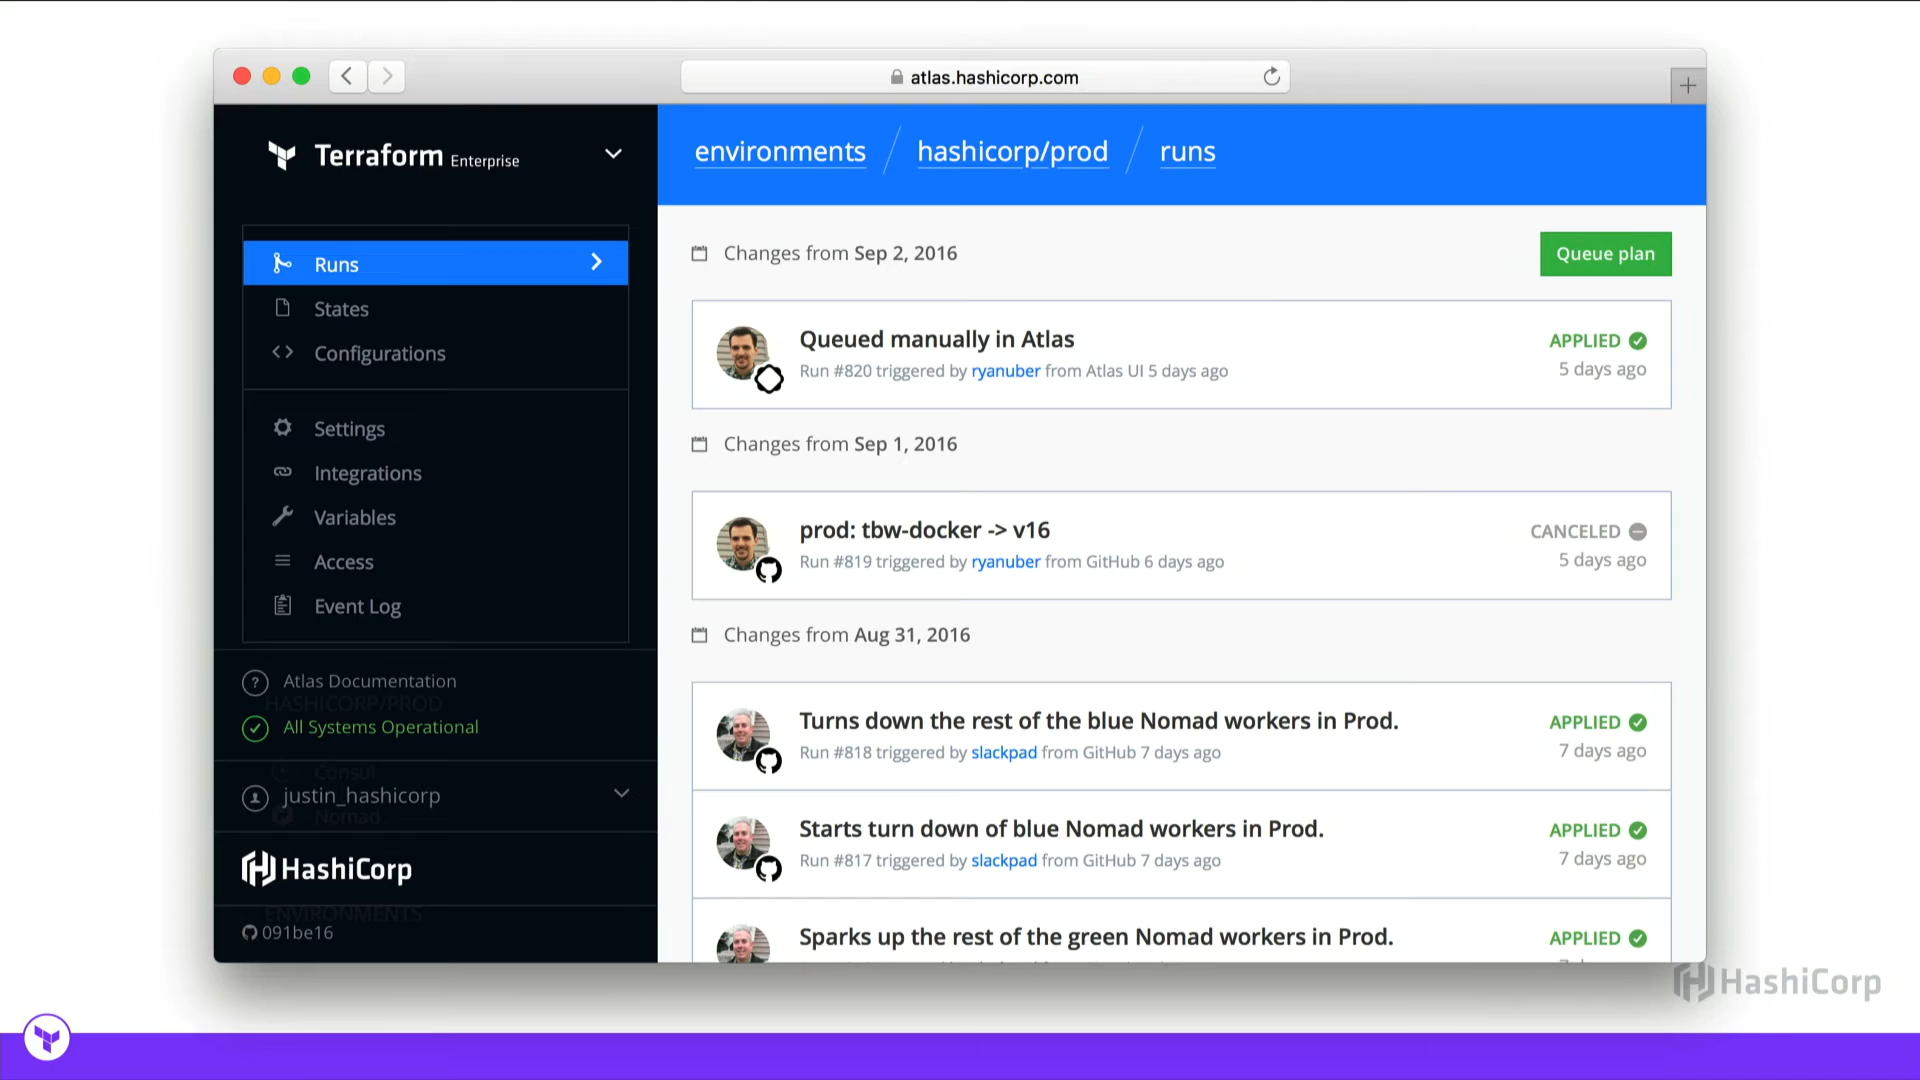 atlas.hashicorp.com
Terraform Enterprise
environments / hashicorp/prod / runs
Runs
States
Configurations
Settings
Integrations
Variables
Access
Event Log
? Atlas Documentation
HASHICORP/PROD
All Systems Operational
Consul
justin_hashicorp
Nomad
HashiCorp
ENVIRONMENTS
091be16
Changes from Sep 2, 2016
Queue plan
Queued manually in Atlas
APPLIED
Run #820 triggered by ryanuber from Atlas UI 5 days ago
5 days ago
Changes from Sep 1, 2016
prod: tbw-docker -> v16
CANCELED
Run #819 triggered by ryanuber from GitHub 6 days ago
5 days ago
Changes from Aug 31, 2016
Turns down the rest of the blue Nomad workers in Prod.
APPLIED
Run #818 triggered by slackpad from GitHub 7 days ago
7 days ago
Starts turn down of blue Nomad workers in Prod.
APPLIED
Run #817 triggered by slackpad from GitHub 7 days ago
7 days ago
Sparks up the rest of the green Nomad workers in Prod.
APPLIED
HashiCorp